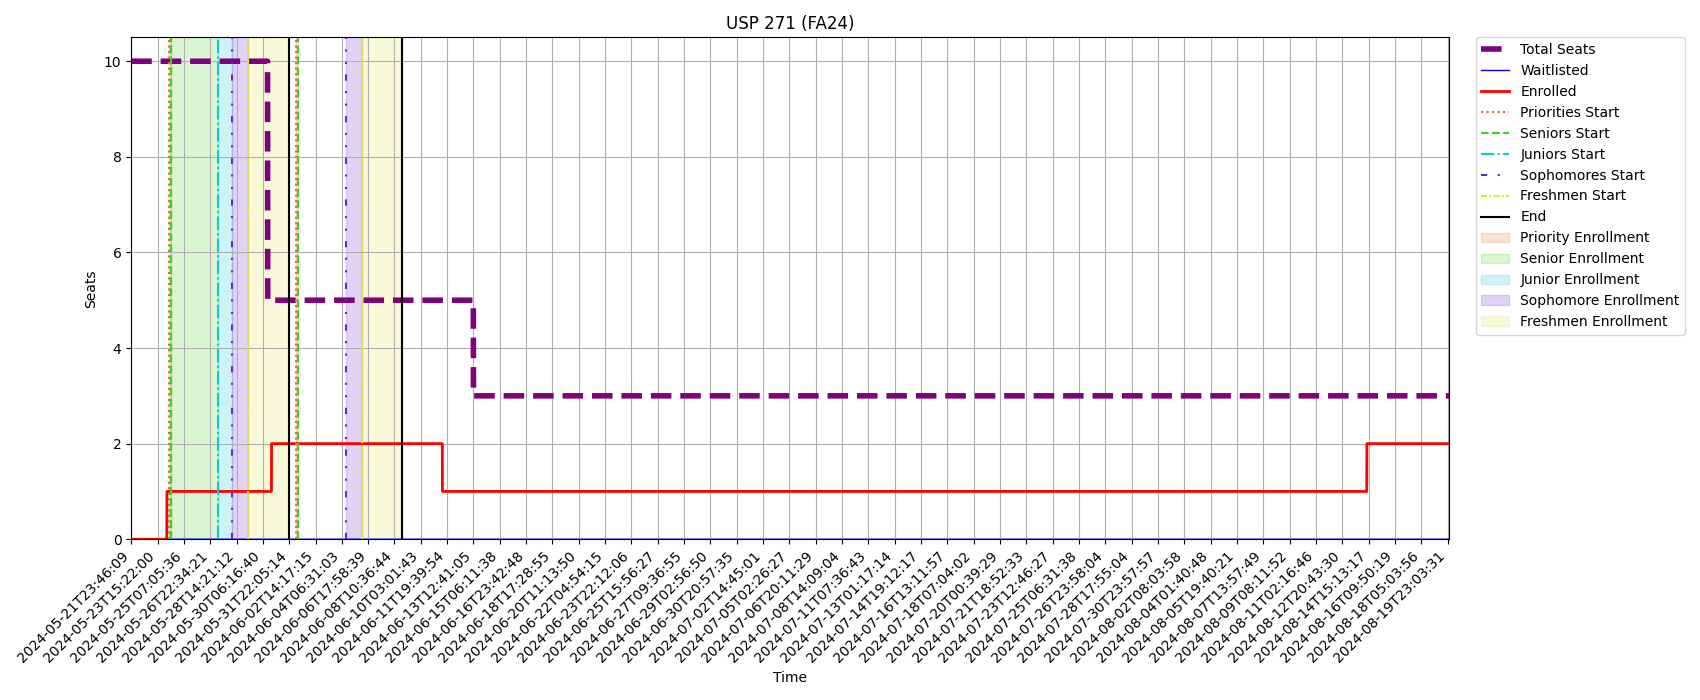 USP 271 (FA24)
Seats
10
8
6
4
2
0
2024-05-21T23:46:09
2024-05-23T15:22:00
2024-05-25T07:05:36
2024-05-26T22:34:21
2024-05-28T14:21:12
2024-05-30T06:16:40
2024-05-31T22:05:14
2024-06-02T14:17:15
2024-06-04T06:31:03
2024-06-06T17:58:39
2024-06-08T10:36:44
2024-06-10T03:01:43
2024-06-11T19:39:54
2024-06-13T12:41:05
2024-06-15T06:11:38
2024-06-16T23:42:48
2024-06-18T17:28:55
2024-06-20T11:13:50
2024-06-22T04:54:15
2024-06-23T22:12:06
2024-06-25T15:56:27
2024-06-27T09:36:55
2024-06-29T02:56:50
2024-06-30T20:57:35
2024-07-02T14:45:01
2024-07-05T02:26:27
2024-07-06T20:11:29
2024-07-08T14:09:04
2024-07-11T07:36:43
2024-07-13T01:17:14
2024-07-14T19:12:17
2024-07-16T13:11:57
2024-07-18T07:04:02
2024-07-20T00:39:29
2024-07-21T18:52:33
2024-07-23T12:46:27
2024-07-25T06:31:38
2024-07-26T23:58:04
2024-07-28T17:55:04
2024-07-30T23:57:57
2024-08-02T08:03:58
2024-08-04T01:40:48
2024-08-05T19:40:21
2024-08-07T13:57:49
2024-08-09T08:11:52
2024-08-11T02:16:46
2024-08-12T20:43:30
2024-08-14T15:13:17
2024-08-16T09:50:19
2024-08-18T05:03:56
2024-08-19T23:03:31
Time
Total Seats
Waitlisted
Enrolled
Priorities Start
Seniors Start
Juniors Start
Sophomores Start
Freshmen Start
End
Priority Enrollment
Senior Enrollment
Junior Enrollment
Sophomore Enrollment
Freshmen Enrollment